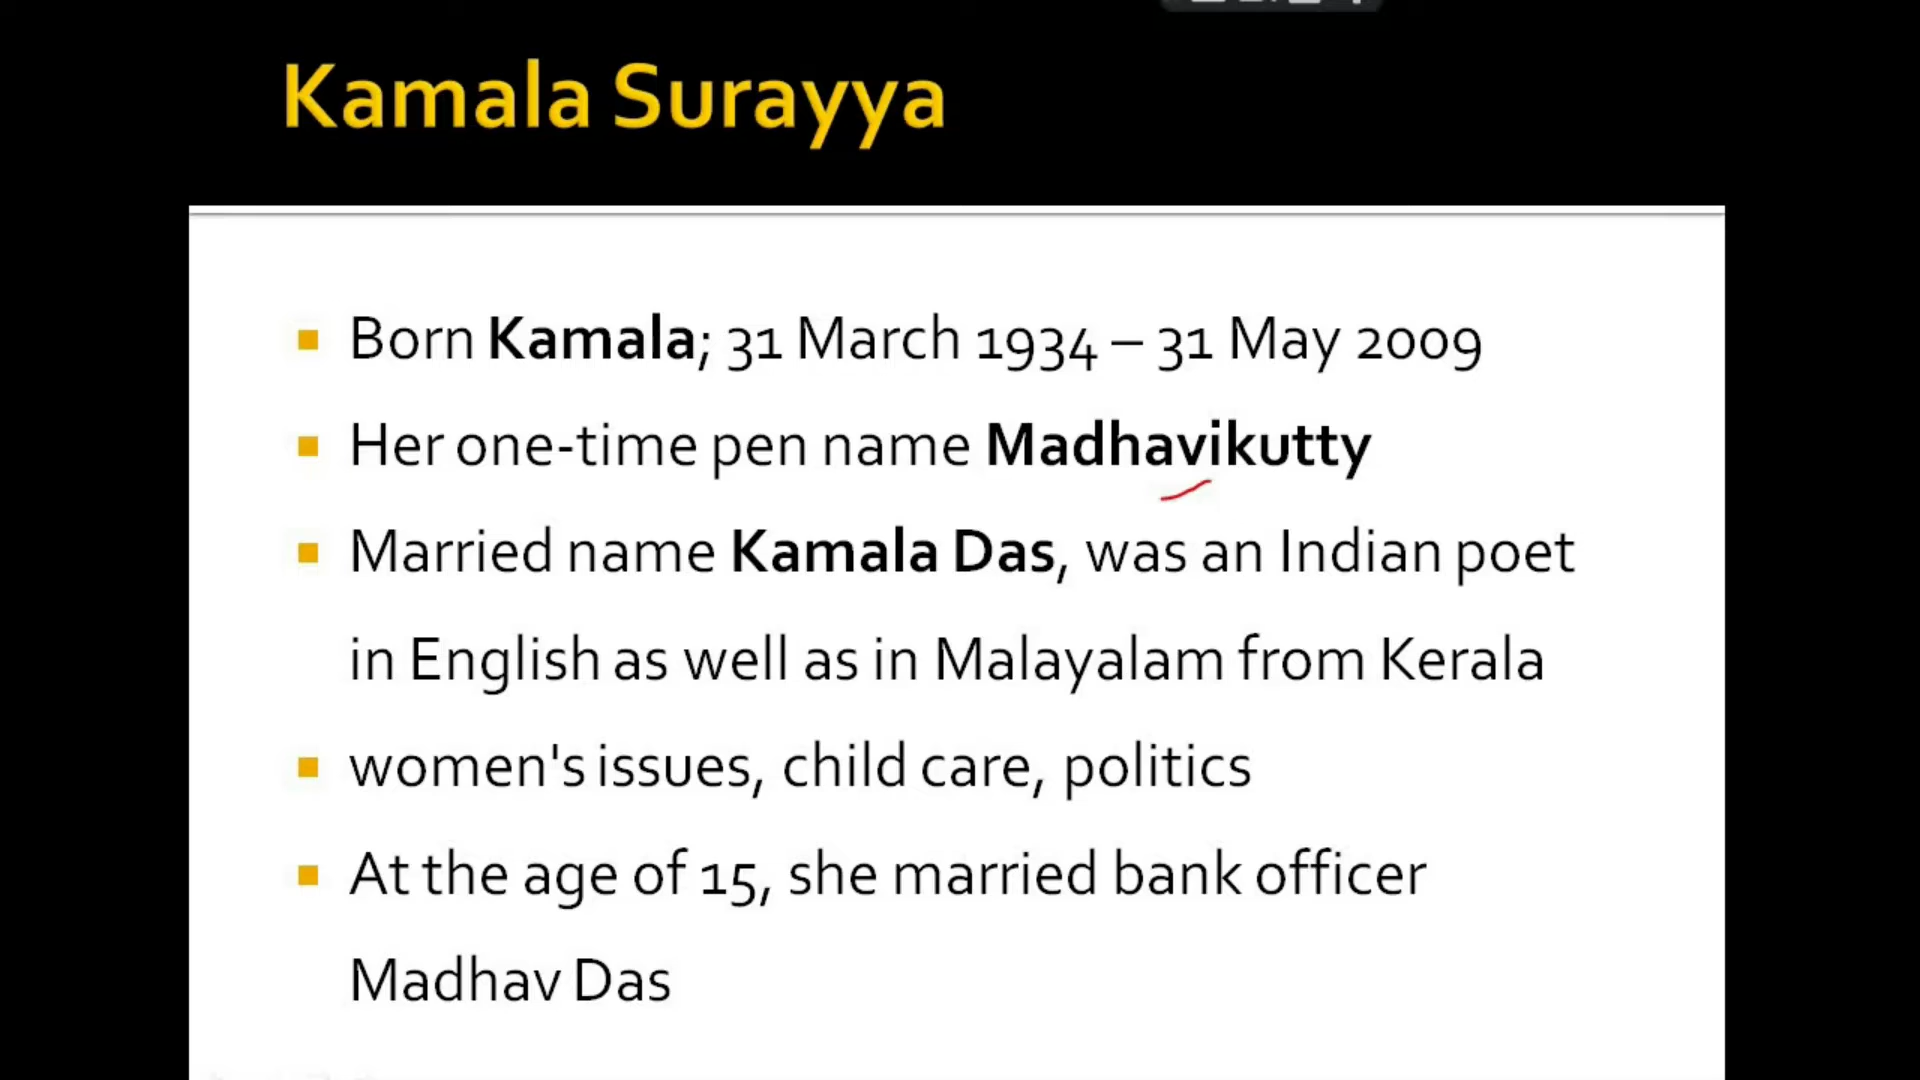 Kamala Surayya
Born Kamala; 31 March 1934 – 31 May 2009
Her one-time pen name Madhavikutty
Married name Kamala Das, was an Indian poet
in English as well as in Malayalam from Kerala
women's issues, child care, politics
At the age of 15, she married bank officer
Madhav Das